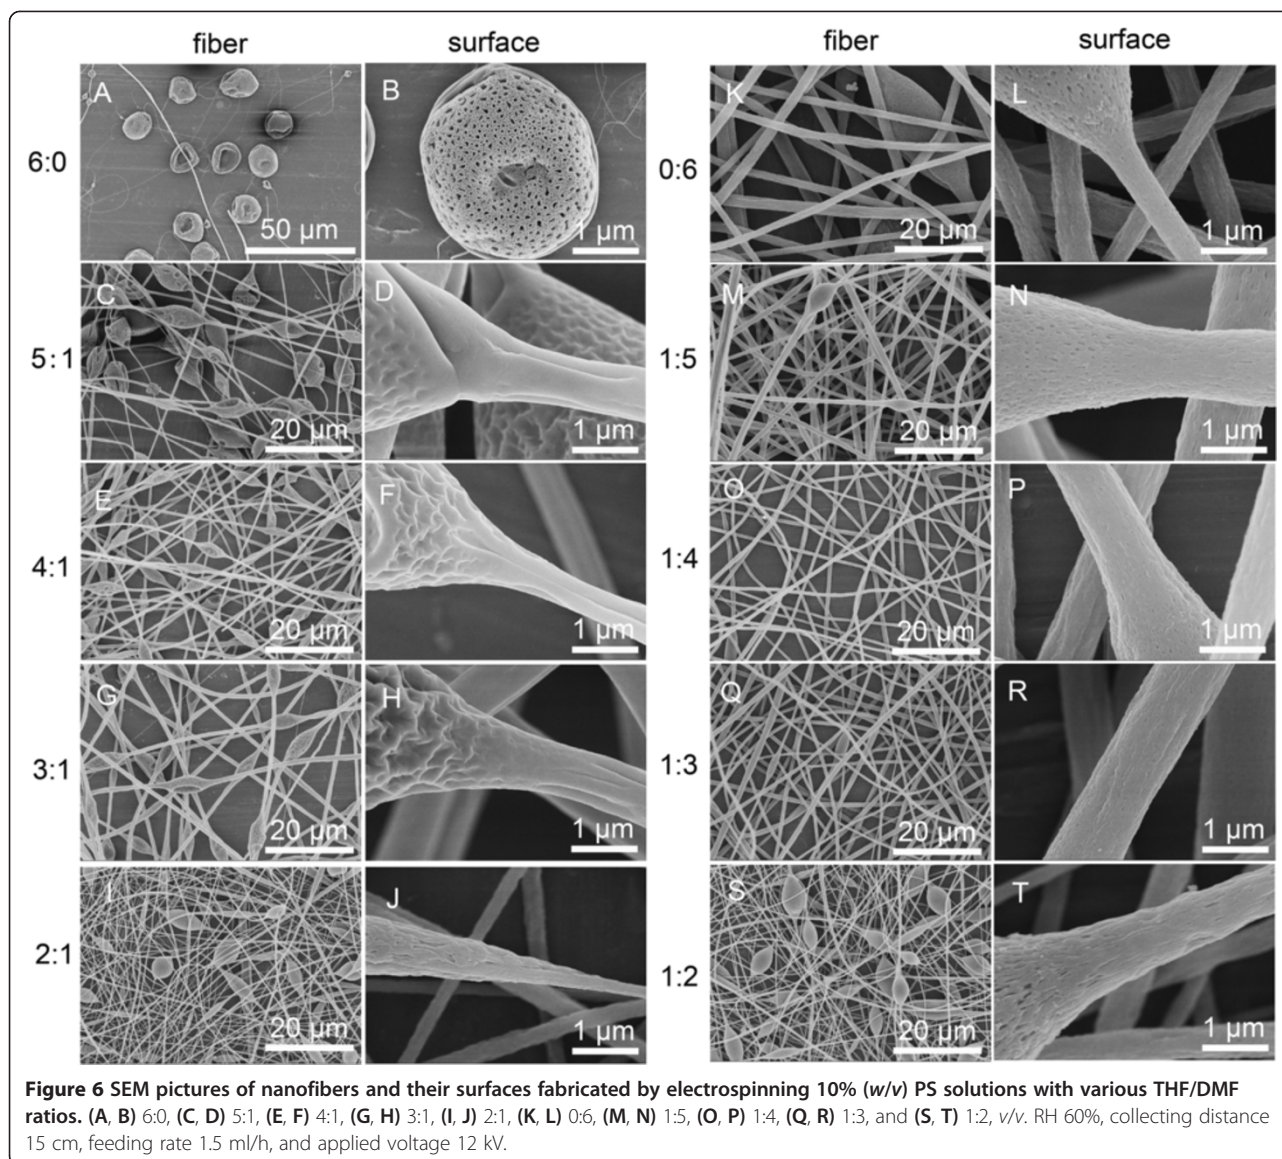 fiber surface fiber surface
6:0 A 50 µm B 1 µm 0:6 K 20 µm L 1 µm
5:1 C 20 µm D 1 µm 1:5 M 20 µm N 1 µm
4:1 E 20 µm F 1 µm 1:4 O 20 µm P 1 µm
3:1 G 20 µm H 1 µm 1:3 Q 20 µm R 1 µm
2:1 I 20 µm J 1 µm 1:2 S 20 µm T 1 µm
Figure 6 SEM pictures of nanofibers and their surfaces fabricated by electrospinning 10% (w/v) PS solutions with various THF/DMF
ratios. (A, B) 6:0, (C, D) 5:1, (E, F) 4:1, (G, H) 3:1, (I, J) 2:1, (K, L) 0:6, (M, N) 1:5, (O, P) 1:4, (Q, R) 1:3, and (S, T) 1:2, v/v. RH 60%, collecting distance
15 cm, feeding rate 1.5 ml/h, and applied voltage 12 kV.